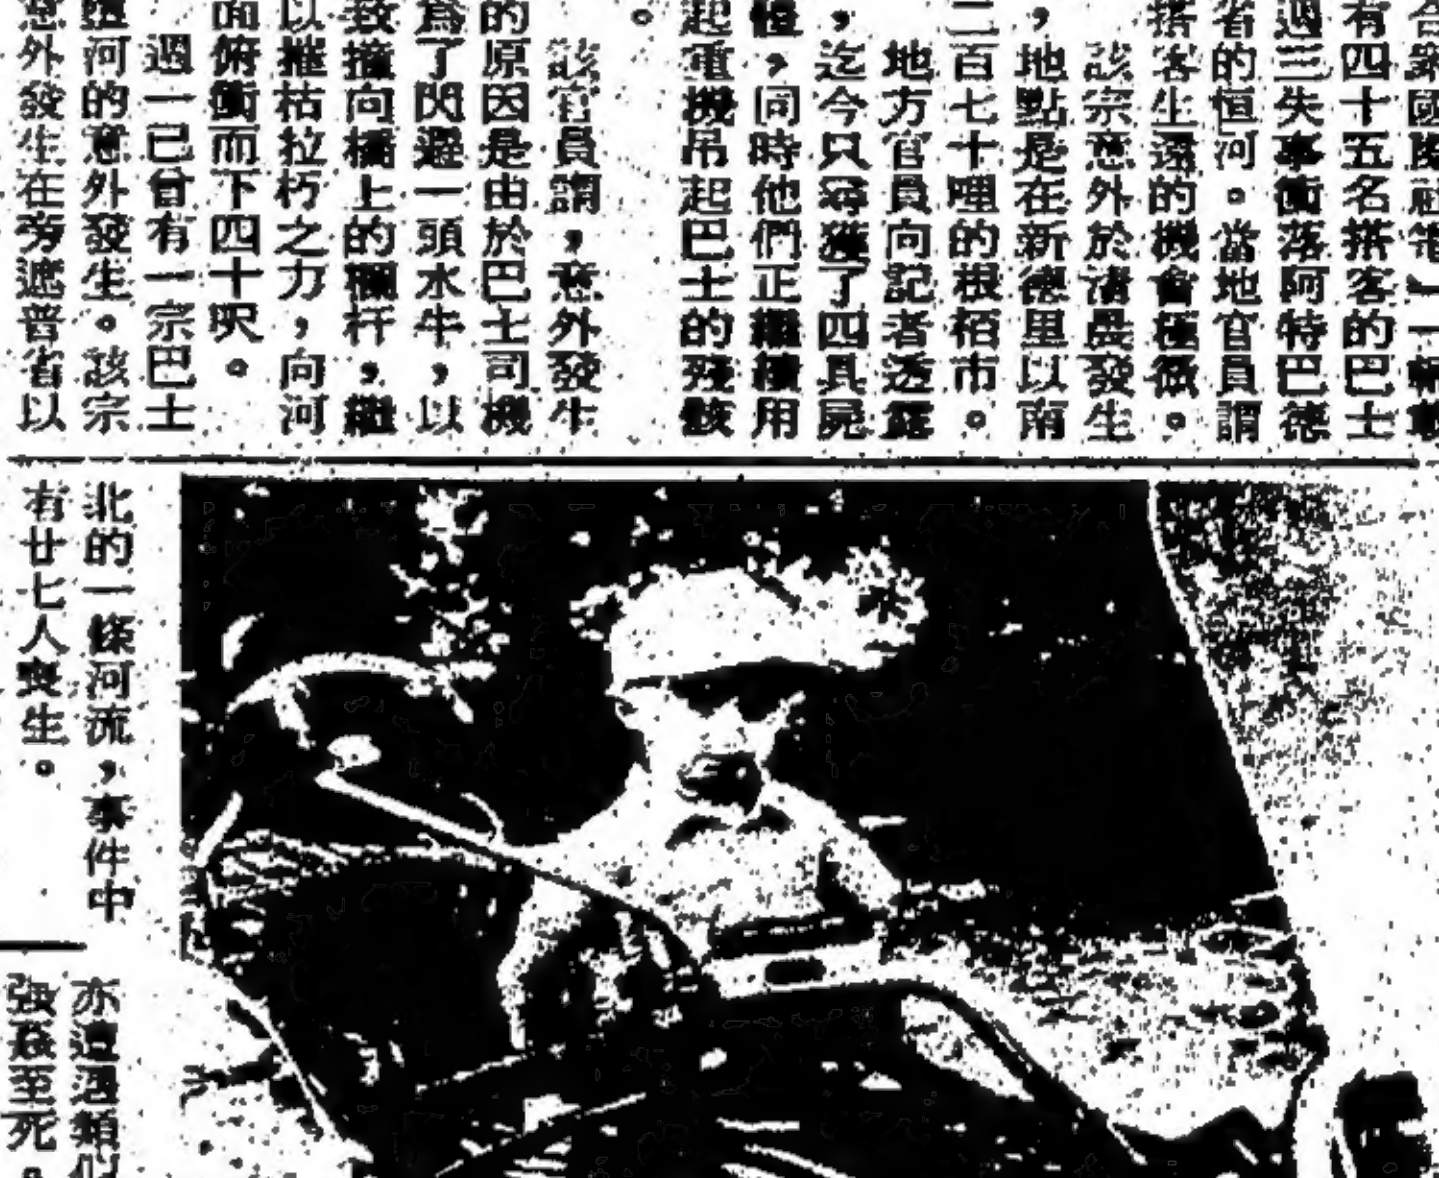 合衆國際社
有四十五名搭客的巴士
週三失事衝落阿特巴德
省的恒河。當地官員謂
搭客生還的機會極微。
該宗意外於清晨發生
,地點是在新德里以南
二百七十哩的根栢市。
地方官員向記者透露
,迄今只尋獲了四具屍
體,同時他們正繼續用
起重機吊起巴士的殘骸
。
該官員謂,意外發生
的原因是由於巴士司機
爲了閃避一頭水牛,以
致撞向橋上的欄杆,繼
以摧枯拉朽之力,向河
面俯衝而下四十呎。
週一已曾有一宗巴士
墮河的意外發生。該宗
意外發生在旁遮普省以
北的一條河流,事件中
有廿七人喪生。
亦遭遇類似
强姦至死,